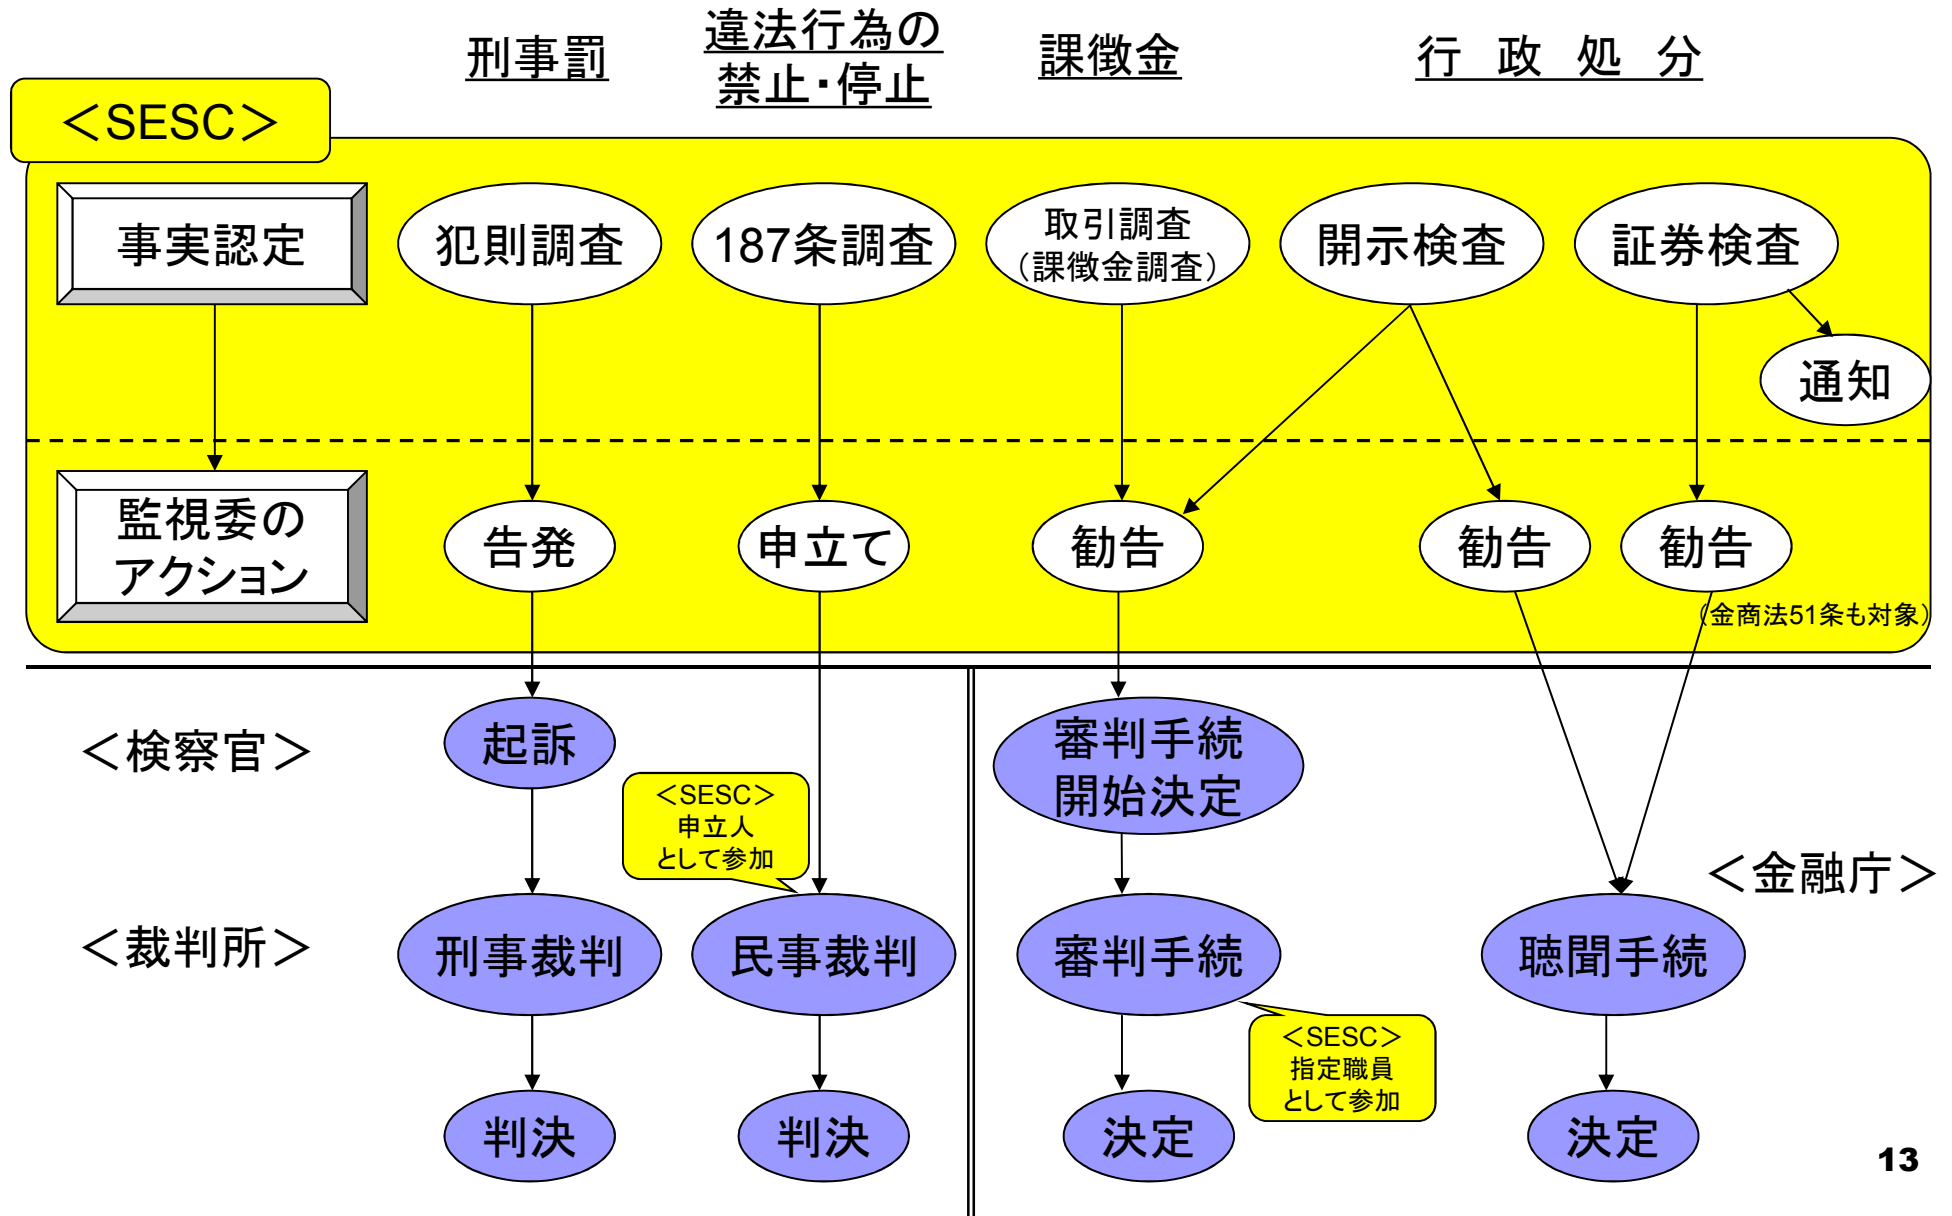 刑事罰
違法行為の
禁止・停止
課徴金
行 政 処 分
＜SESC＞
事実認定
犯則調査
187条調査
取引調査
（課徴金調査）
開示検査
証券検査
通知
監視委の
アクション
告発
申立て
勧告
勧告
勧告
（金商法51条も対象）
＜検察官＞
起訴
審判手続
開始決定
＜SESC＞
申立人
として参加
＜金融庁＞
＜裁判所＞
刑事裁判
民事裁判
審判手続
聴聞手続
＜SESC＞
指定職員
として参加
判決
判決
決定
決定
13